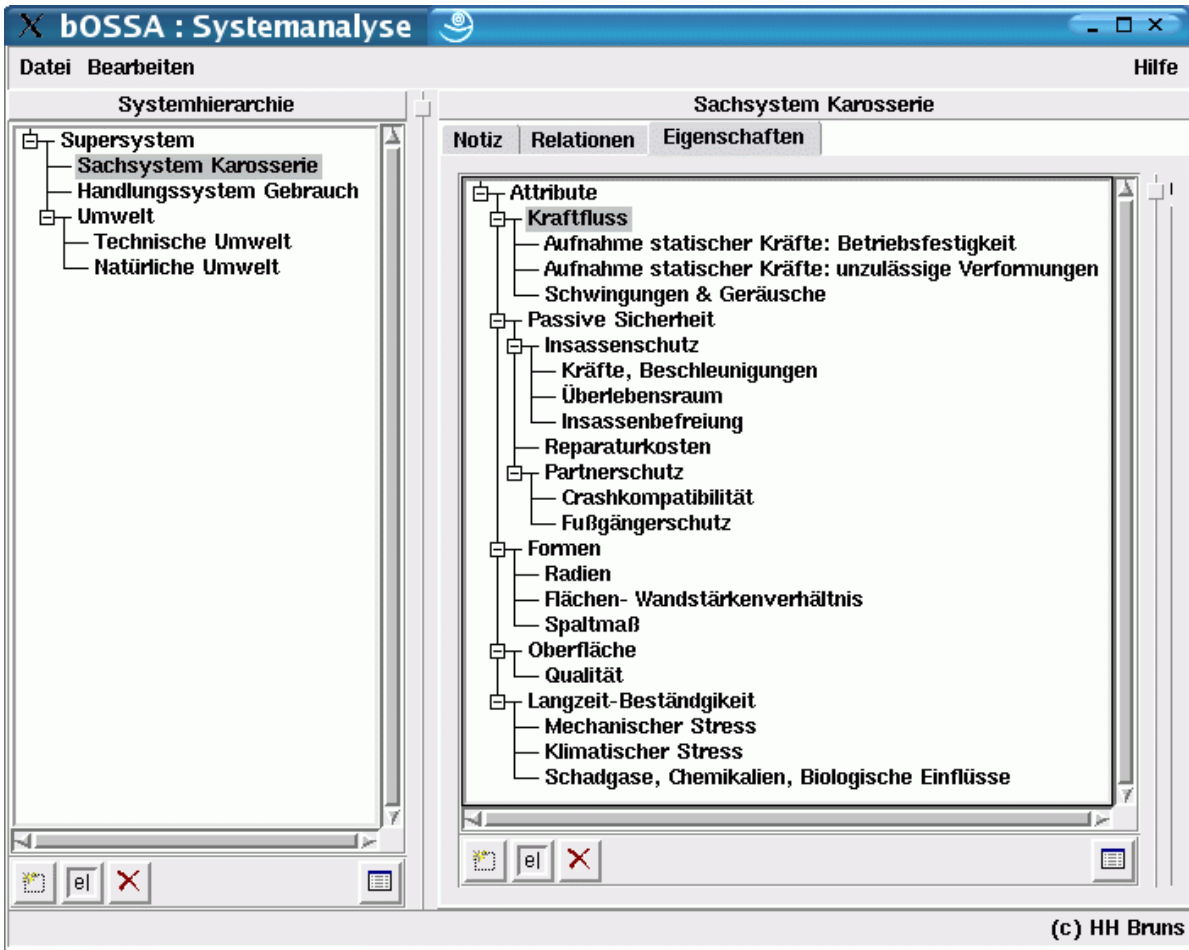 bOSSA : Systemanalyse
Datei Bearbeiten Hilfe
Systemhierarchie
Supersystem
Sachsystem Karosserie
Handlungssystem Gebrauch
Umwelt
Technische Umwelt
Natürliche Umwelt
el
Sachsystem Karosserie
Notiz Relationen Eigenschaften
Attribute
Kraftfluss
Aufnahme statischer Kräfte: Betriebsfestigkeit
Aufnahme statischer Kräfte: unzulässige Verformungen
Schwingungen & Geräusche
Passive Sicherheit
Insassenschutz
Kräfte, Beschleunigungen
Überlebensraum
Insassenbefreiung
Reparaturkosten
Partnerschutz
Crashkompatibilität
Fußgängerschutz
Formen
Radien
Flächen- Wandstärkenverhältnis
Spaltmaß
Oberfläche
Qualität
Langzeit-Beständgikeit
Mechanischer Stress
Klimatischer Stress
Schadgase, Chemikalien, Biologische Einflüsse
el
(c) HH Bruns